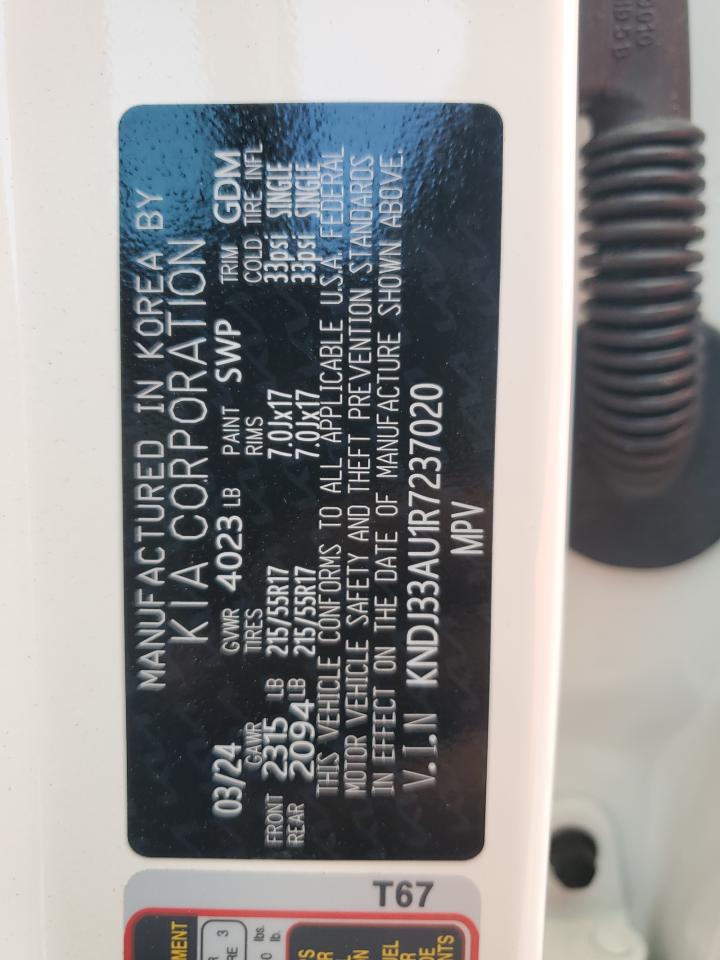 MANUFACTURED IN KOREA BY
KIA CORPORATION
03/24 GVWR 4023 LB PAINT SWP TRIM GDM
GAWR TIRES RIMS COLD TIRE INFL
FRONT 2315 LB 215/55R17 7.0Jx17 33psi SINGLE
REAR 2094 LB 215/55R17 7.0Jx17 33psi SINGLE
THIS VEHICLE CONFORMS TO ALL APPLICABLE U.S.A. FEDERAL
MOTOR VEHICLE SAFETY AND THEFT PREVENTION STANDARDS
IN EFFECT ON THE DATE OF MANUFACTURE SHOWN ABOVE.
V.I.N KNDJ33AU1R7237020
MPV
T67
3
lbs.
lb.